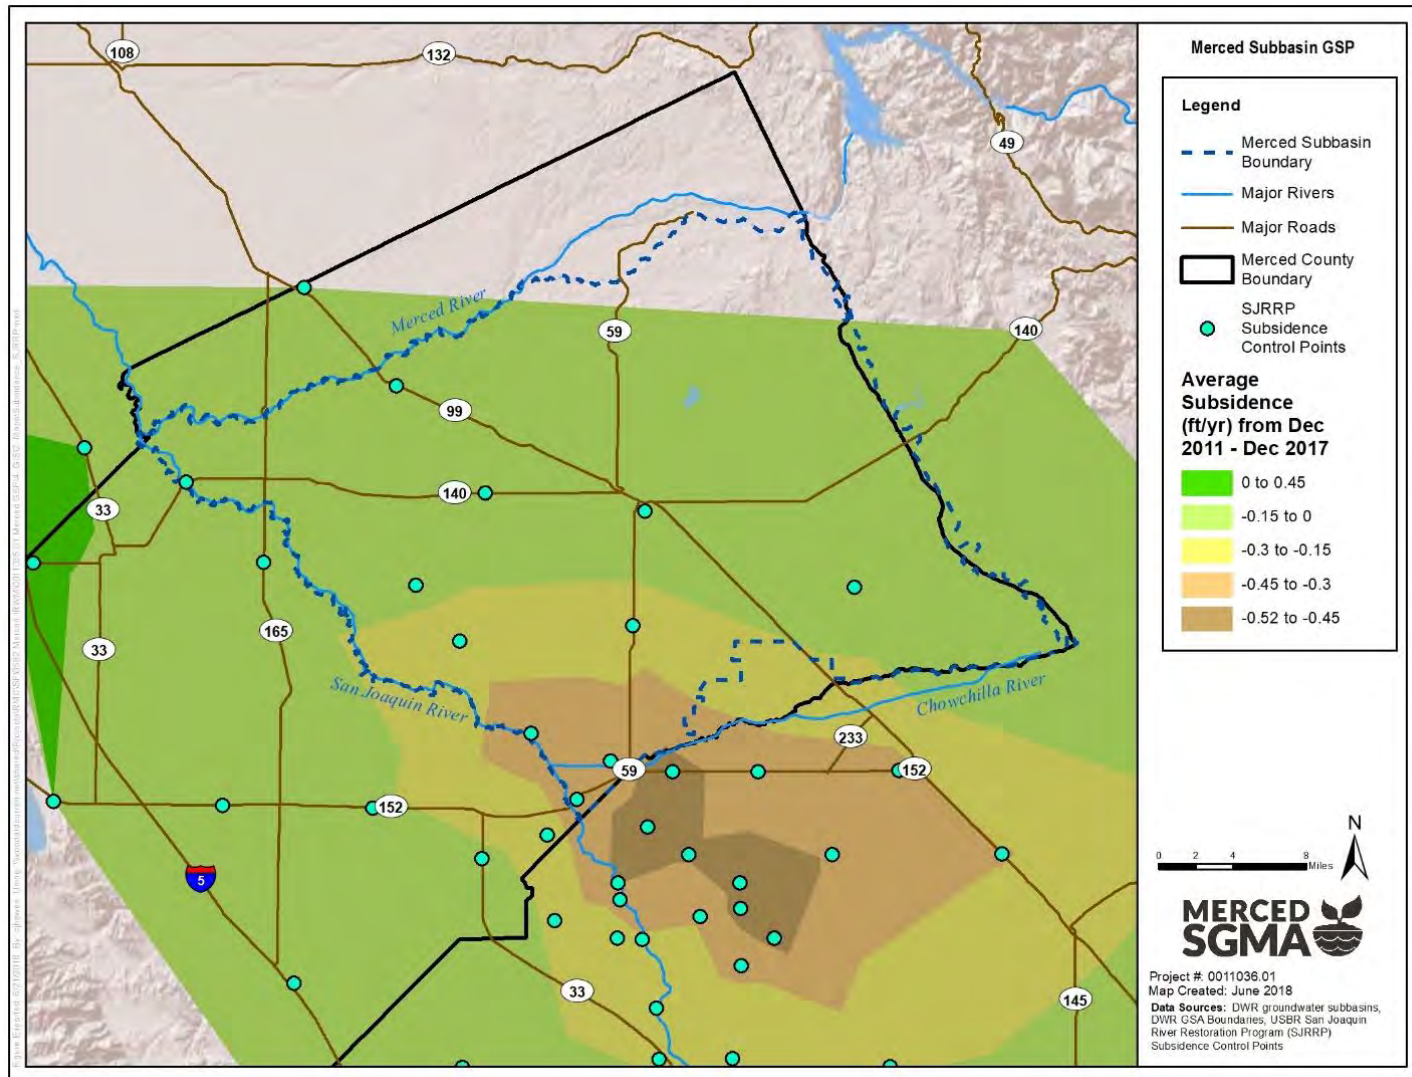 Merced Subbasin GSP
Legend
Merced Subbasin
Boundary
Major Rivers
Major Roads
Merced County
Boundary
SJRRP
Subsidence
Control Points
Average
Subsidence
(ft/yr) from Dec
2011 - Dec 2017
0 to 0.45
-0.15 to 0
-0.3 to -0.15
-0.45 to -0.3
-0.52 to -0.45
108
132
49
Merced River
59
140
99
140
33
165
33
San Joaquin River
Chowchilla River
233
59
152
152
5
33
145
N
0 2 4 8
Miles
MERCED
SGMA
Project #: 0011036.01
Map Created: June 2018
Data Sources: DWR groundwater subbasins,
DWR GSA Boundaries, USBR San Joaquin
River Restoration Program (SJRRP)
Subsidence Control Points